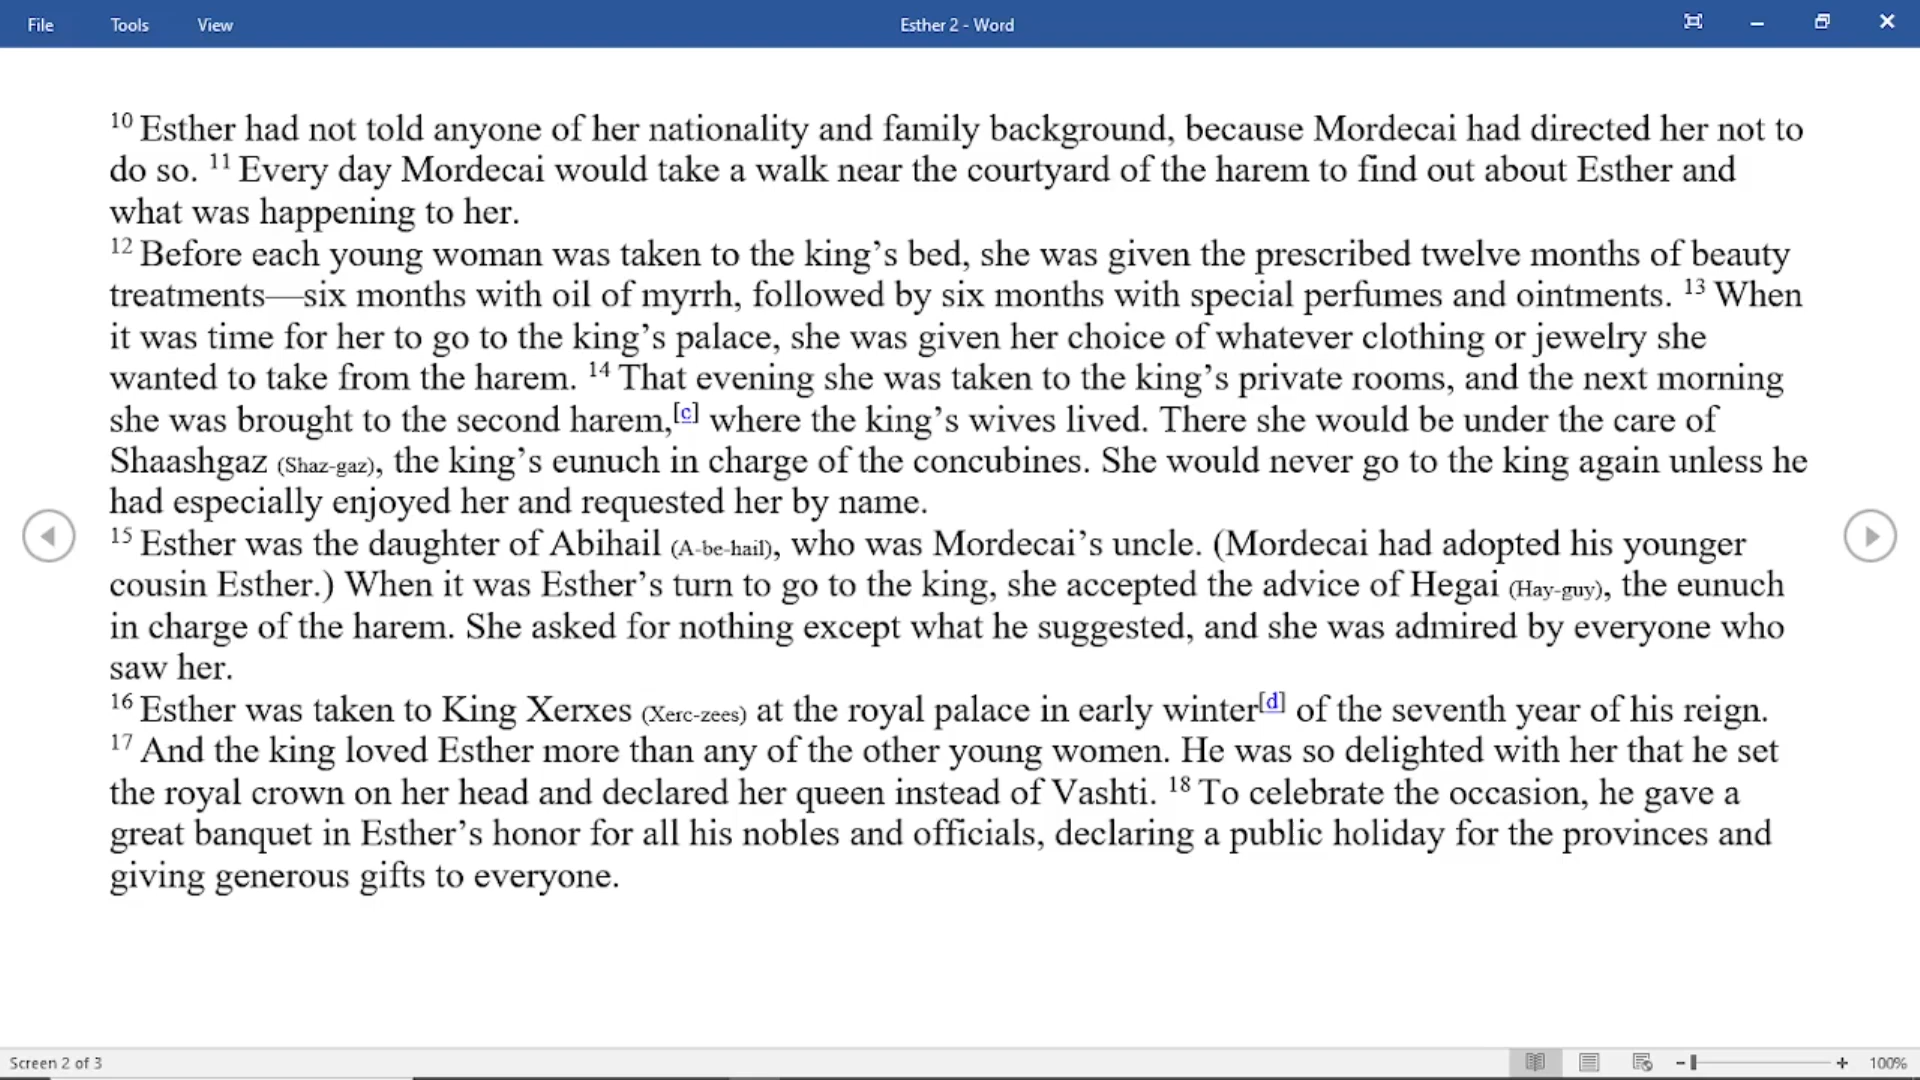 File Tools View Esther 2 - Word
10 Esther had not told anyone of her nationality and family background, because Mordecai had directed her not to
do so. 11 Every day Mordecai would take a walk near the courtyard of the harem to find out about Esther and
what was happening to her.
12 Before each young woman was taken to the king’s bed, she was given the prescribed twelve months of beauty
treatments—six months with oil of myrrh, followed by six months with special perfumes and ointments. 13 When
it was time for her to go to the king’s palace, she was given her choice of whatever clothing or jewelry she
wanted to take from the harem. 14 That evening she was taken to the king’s private rooms, and the next morning
she was brought to the second harem,[c] where the king’s wives lived. There she would be under the care of
Shaashgaz (Shaz-gaz), the king’s eunuch in charge of the concubines. She would never go to the king again unless he
had especially enjoyed her and requested her by name.
15 Esther was the daughter of Abihail (A-be-hail), who was Mordecai’s uncle. (Mordecai had adopted his younger
cousin Esther.) When it was Esther’s turn to go to the king, she accepted the advice of Hegai (Hay-guy), the eunuch
in charge of the harem. She asked for nothing except what he suggested, and she was admired by everyone who
saw her.
16 Esther was taken to King Xerxes (Xerc-zees) at the royal palace in early winter[d] of the seventh year of his reign.
17 And the king loved Esther more than any of the other young women. He was so delighted with her that he set
the royal crown on her head and declared her queen instead of Vashti. 18 To celebrate the occasion, he gave a
great banquet in Esther’s honor for all his nobles and officials, declaring a public holiday for the provinces and
giving generous gifts to everyone.
Screen 2 of 3 100%